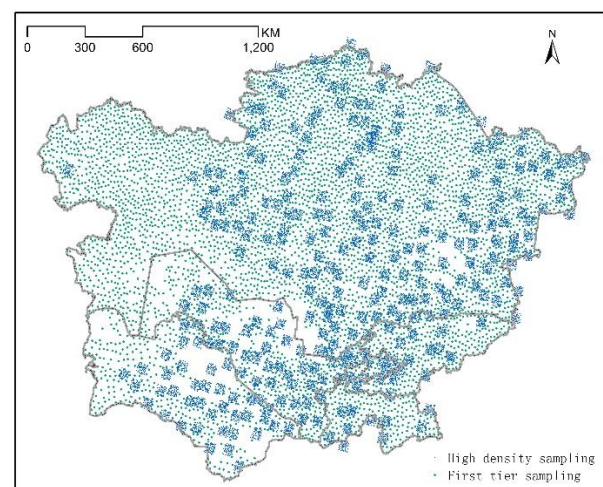 KM
0 300 600 1,200
N
High density sampling
First tier sampling